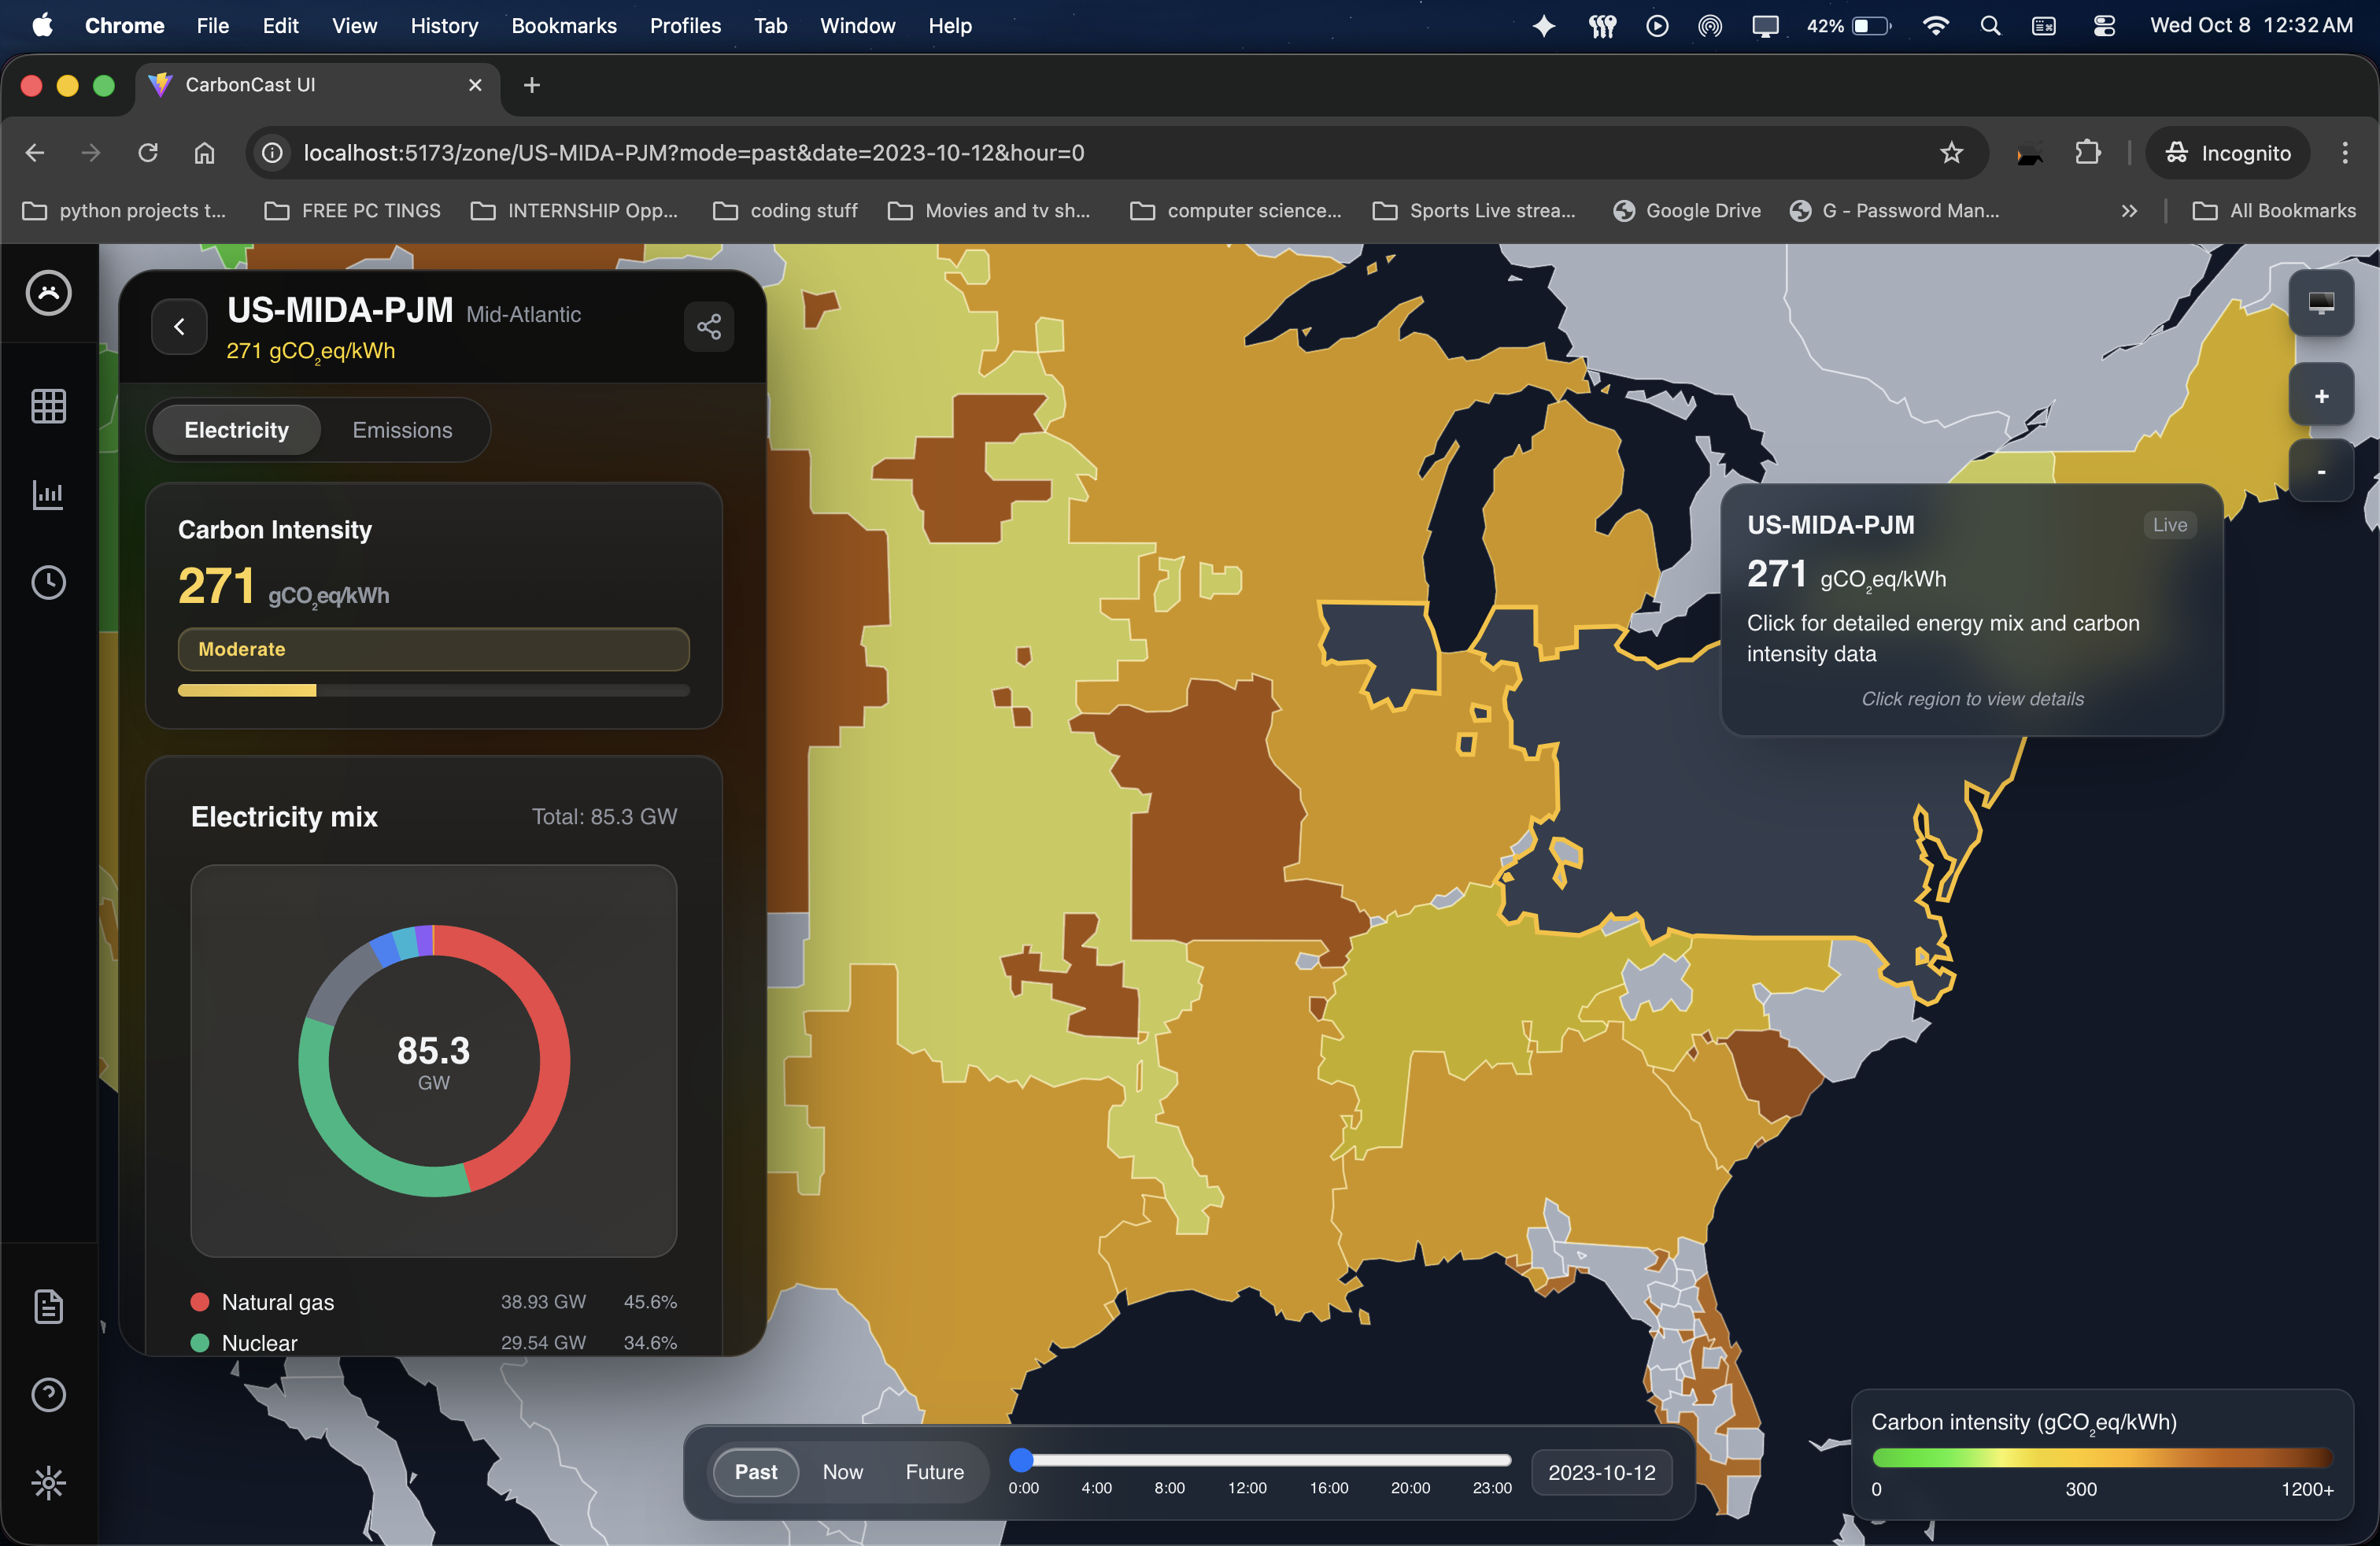 Chrome File Edit View History Bookmarks Profiles Tab Window Help 42% Wed Oct 8 12:32 AM
CarbonCast UI
localhost:5173/zone/US-MIDA-PJM?mode=past&date=2023-10-12&hour=0 Incognito
python projects t... FREE PC TINGS INTERNSHIP Opp... coding stuff Movies and tv sh... computer science... Sports Live strea... Google Drive G - Password Man... All Bookmarks
US-MIDA-PJM Mid-Atlantic
271 gCO₂eq/kWh
Electricity Emissions
Carbon Intensity
271 gCO₂eq/kWh
Moderate
Electricity mix Total: 85.3 GW
85.3
GW
Natural gas 38.93 GW 45.6%
Nuclear 29.54 GW 34.6%
+
-
US-MIDA-PJM Live
271 gCO₂eq/kWh
Click for detailed energy mix and carbon
intensity data
Click region to view details
Past Now Future
0:00 4:00 8:00 12:00 16:00 20:00 23:00
2023-10-12
Carbon intensity (gCO₂eq/kWh)
0 300 1200+